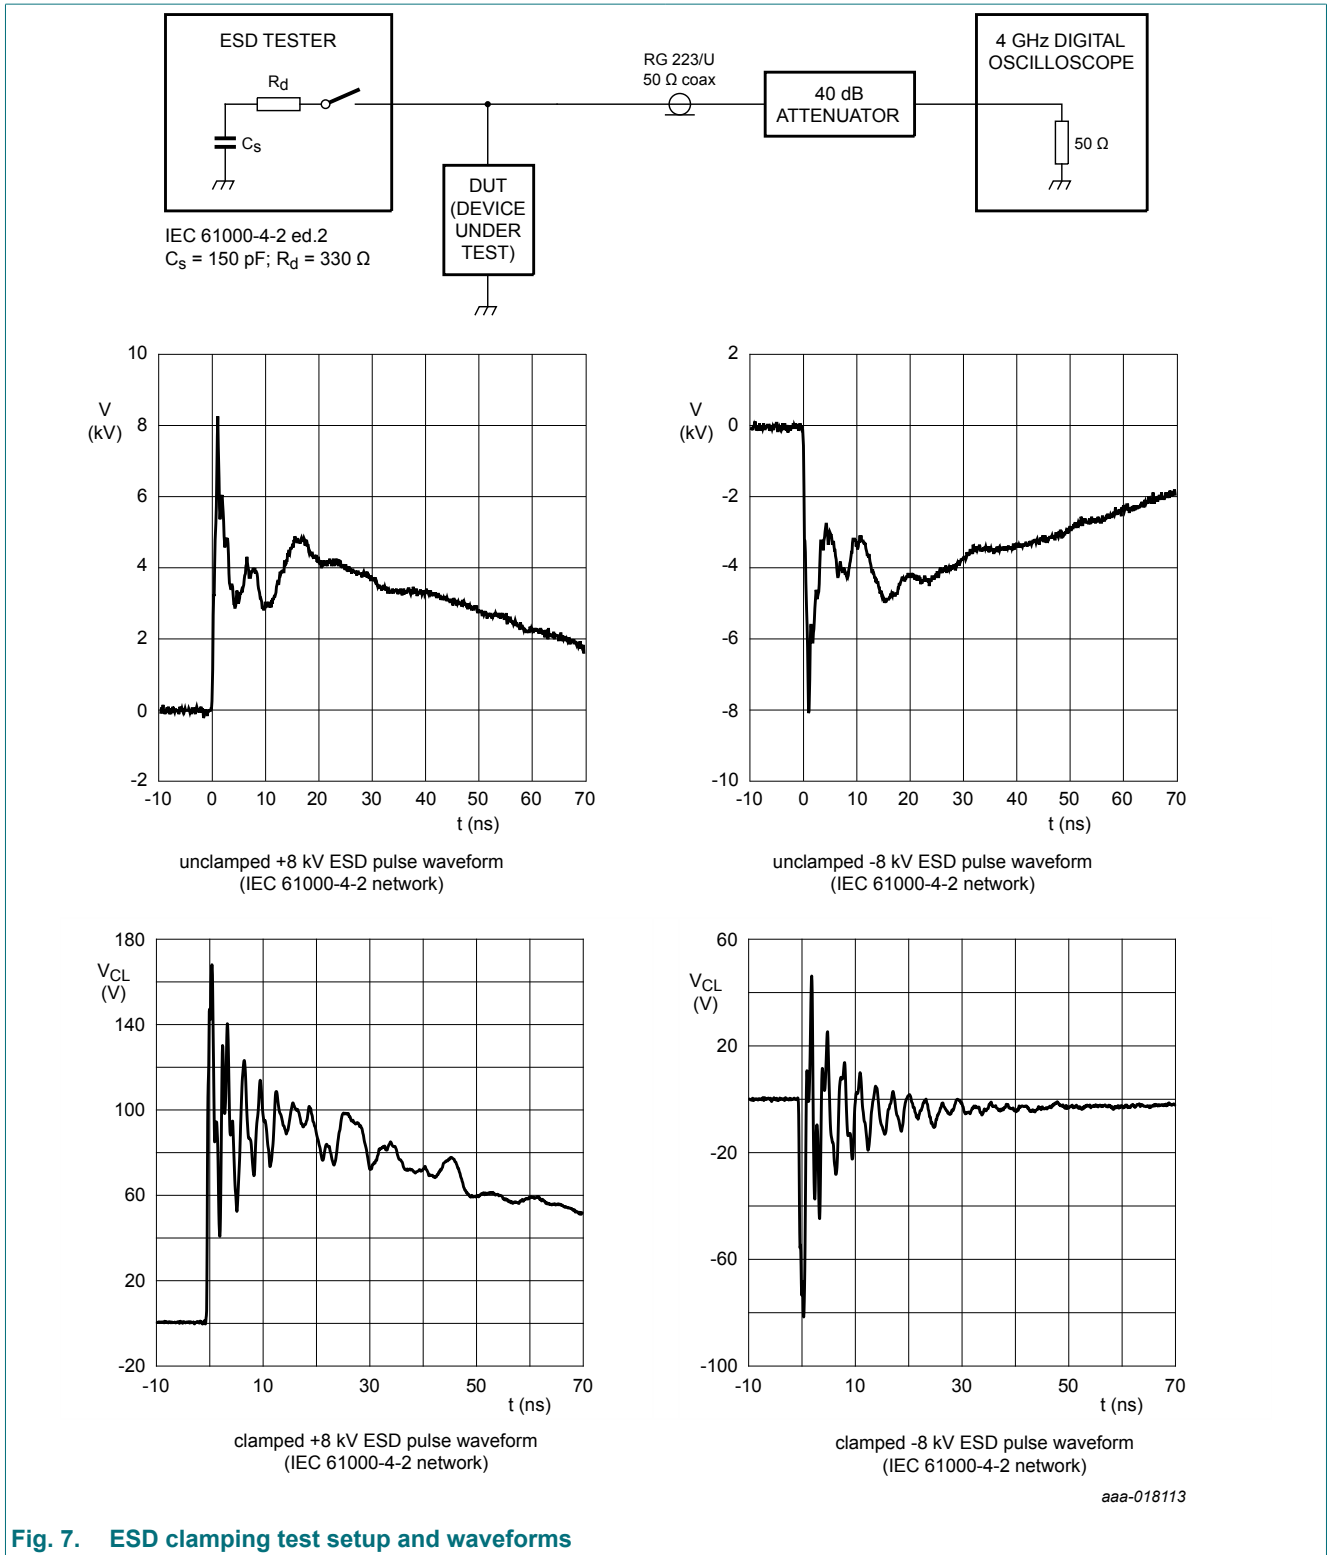 ESD TESTER
Rd
Cs
IEC 61000-4-2 ed.2
Cs = 150 pF; Rd = 330 Ω
DUT
(DEVICE
UNDER
TEST)
RG 223/U
50 Ω coax
40 dB
ATTENUATOR
4 GHz DIGITAL
OSCILLOSCOPE
50 Ω
10
8
6
4
2
0
-2
V
(kV)
-10 0 10 20 30 40 50 60 70
t (ns)
unclamped +8 kV ESD pulse waveform
(IEC 61000-4-2 network)
2
0
-2
-4
-6
-8
-10
V
(kV)
-10 0 10 20 30 40 50 60 70
t (ns)
unclamped -8 kV ESD pulse waveform
(IEC 61000-4-2 network)
180
140
100
60
20
-20
VCL
(V)
-10 10 30 50 70
t (ns)
clamped +8 kV ESD pulse waveform
(IEC 61000-4-2 network)
60
20
-20
-60
-100
VCL
(V)
-10 10 30 50 70
t (ns)
clamped -8 kV ESD pulse waveform
(IEC 61000-4-2 network)
aaa-018113
Fig. 7. ESD clamping test setup and waveforms